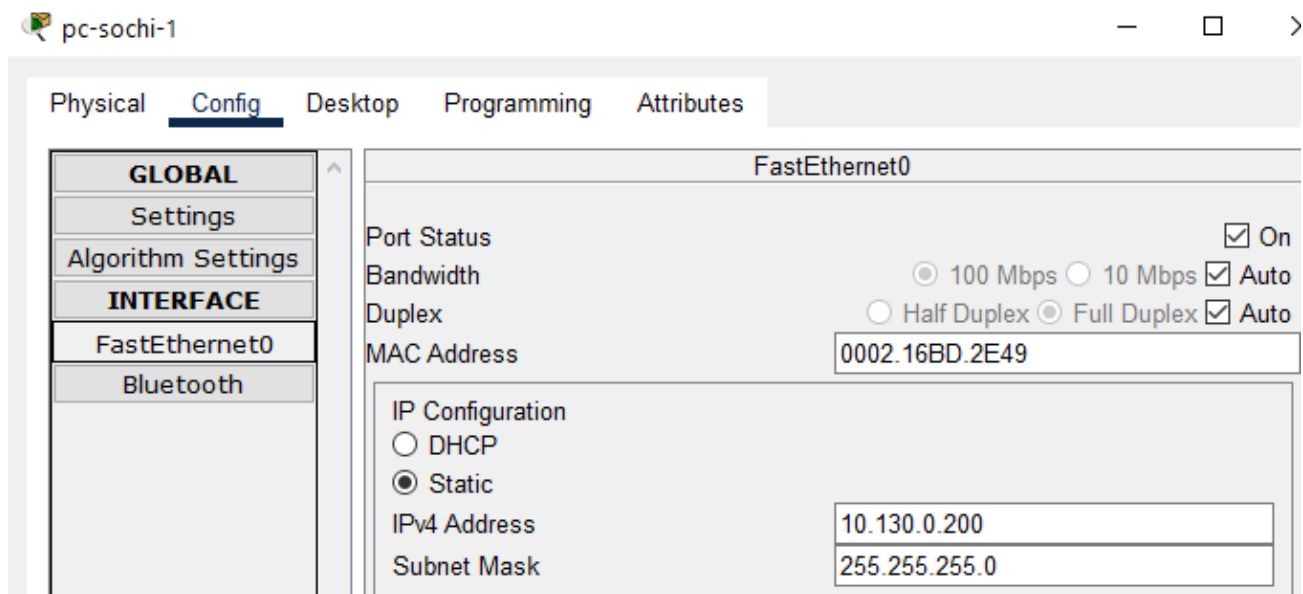 pc-sochi-1
Physical Config Desktop Programming Attributes
GLOBAL
Settings
Algorithm Settings
INTERFACE
FastEthernet0
Bluetooth
FastEthernet0
Port Status On
Bandwidth 100 Mbps 10 Mbps Auto
Duplex Half Duplex Full Duplex Auto
MAC Address 0002.16BD.2E49
IP Configuration
DHCP
Static
IPv4 Address 10.130.0.200
Subnet Mask 255.255.255.0